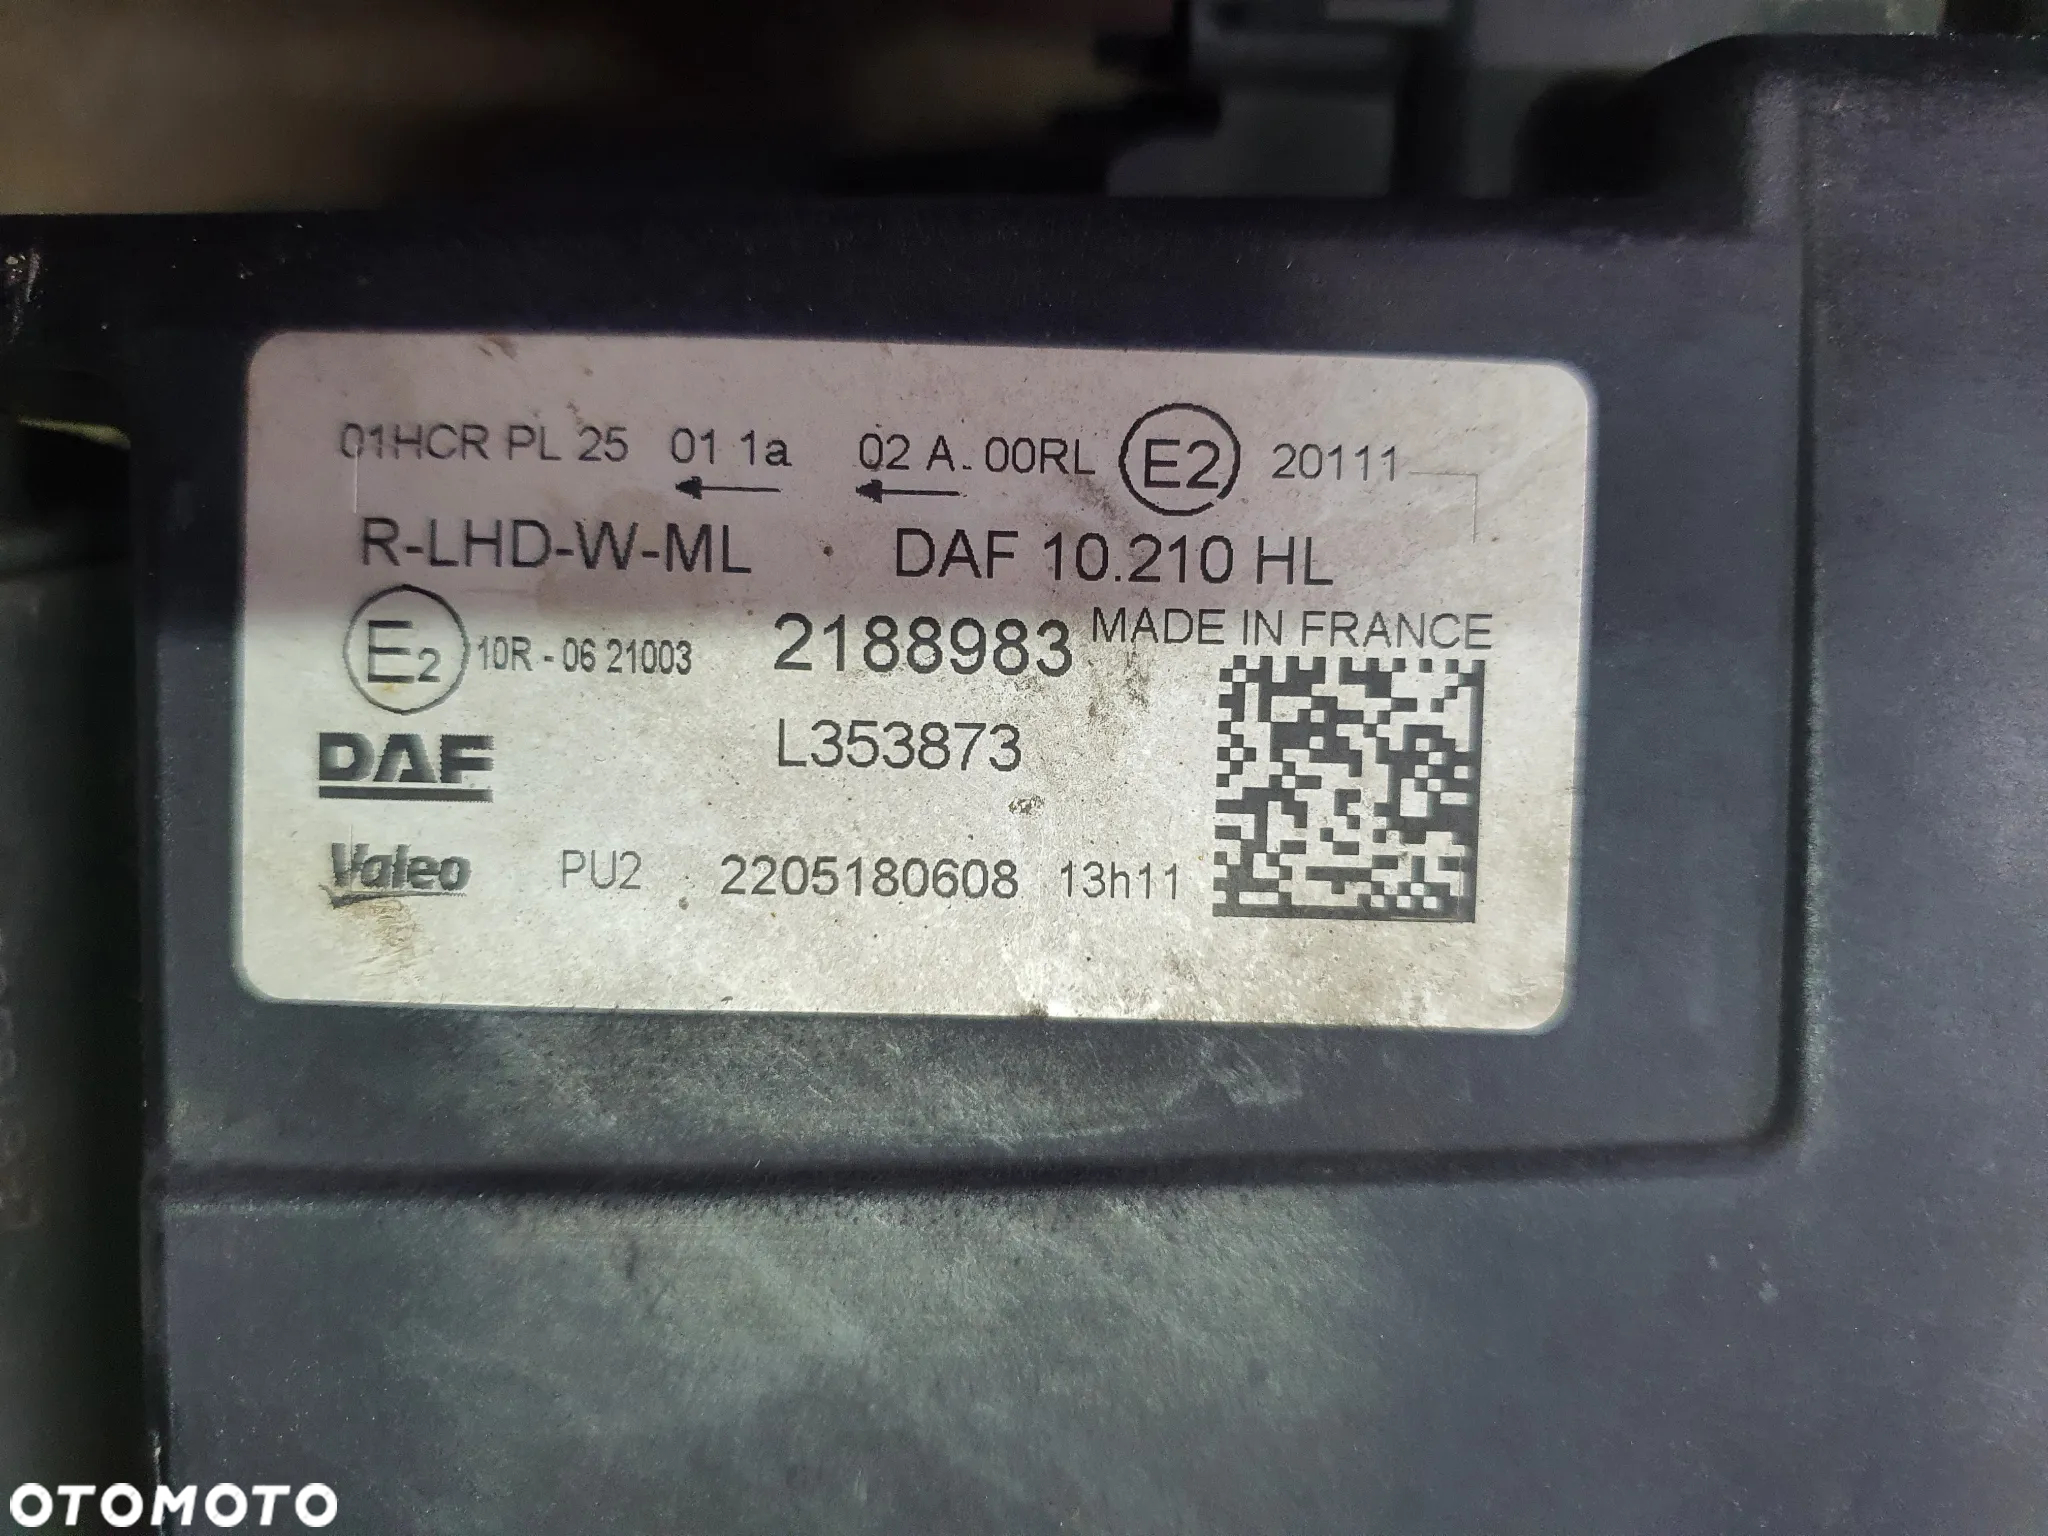 01HCR PL 25 01 1a 02 A. 00RL E2 20111
R-LHD-W-ML DAF 10.210 HL
E2 10R - 06 21003 2188983 MADE IN FRANCE
DAF L353873
Valeo PU2 2205180608 13h11
OTOMOTO